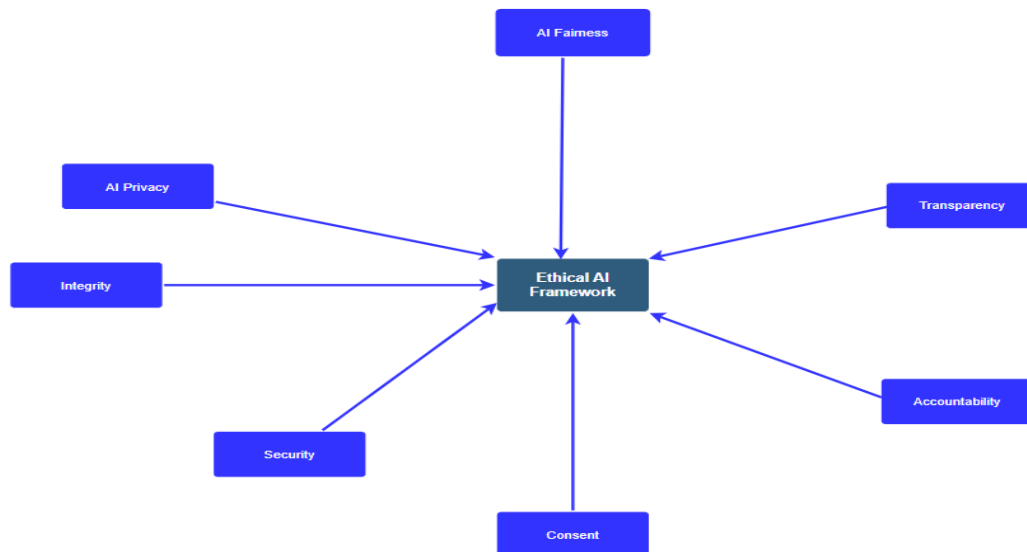 AI Fairness
AI Privacy
Transparency
Ethical AI
Framework
Integrity
Accountability
Security
Consent